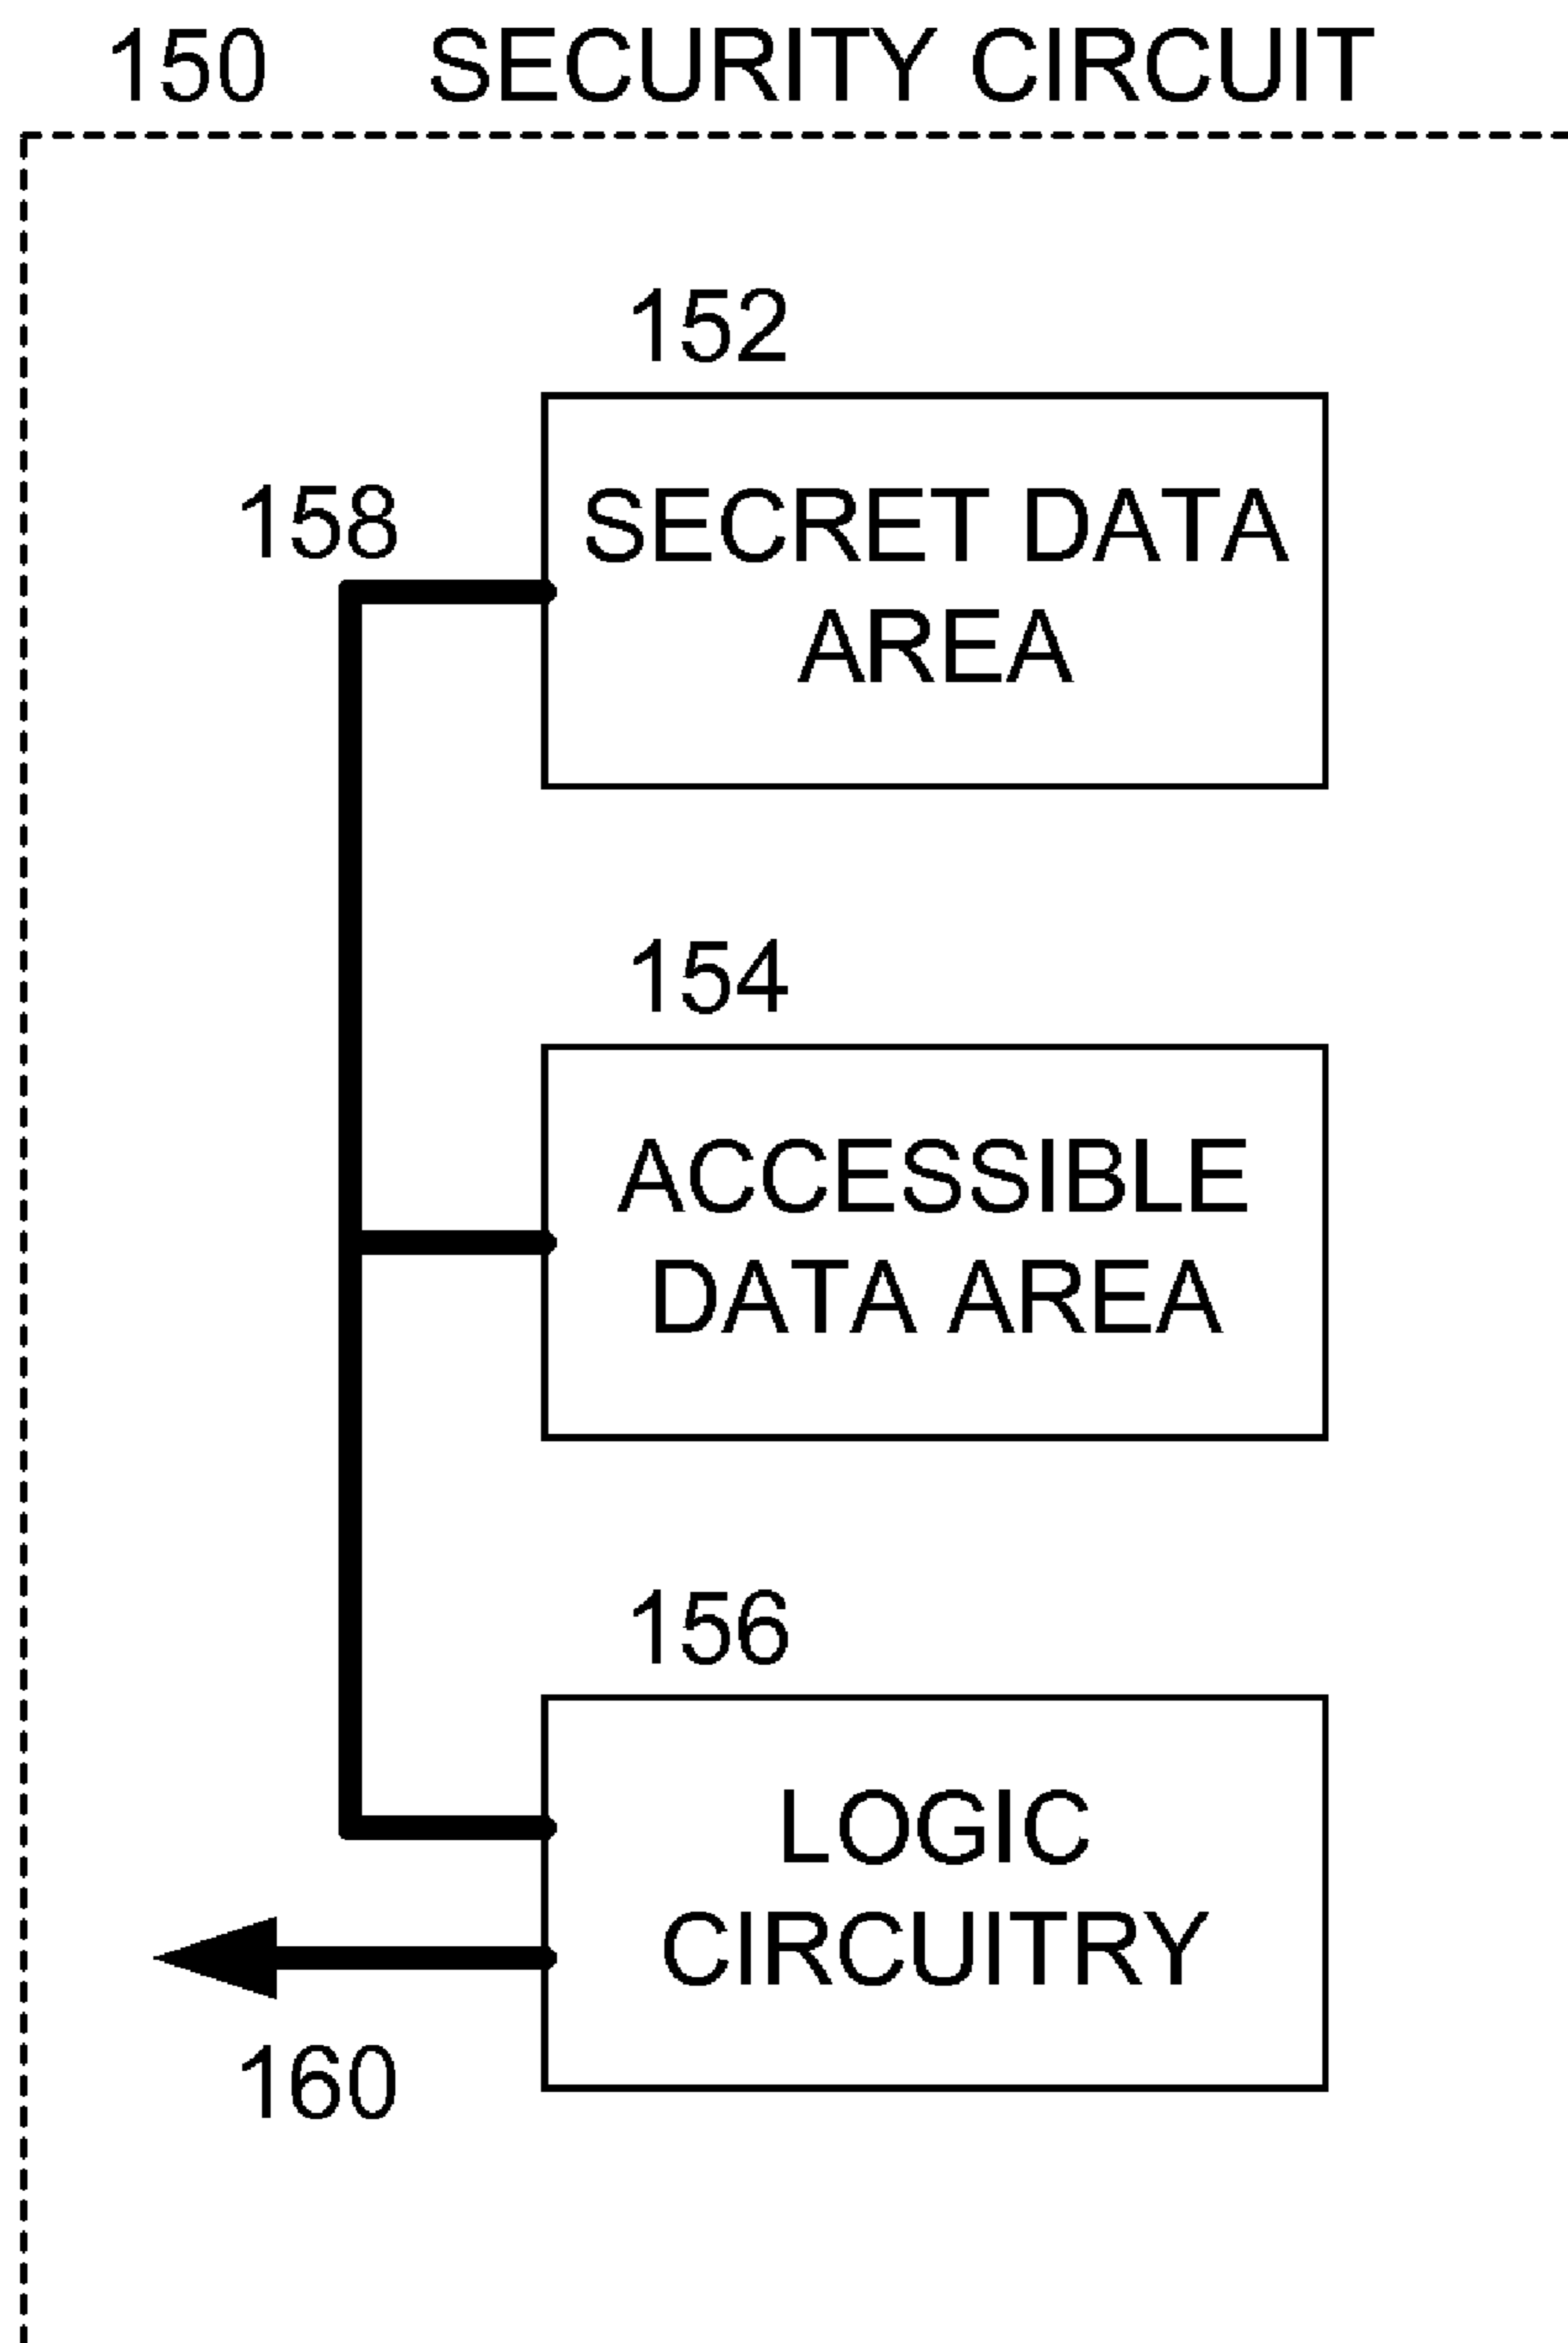 150 SECURITY CIRCUIT
152
158
SECRET DATA
AREA
154
ACCESSIBLE
DATA AREA
156
LOGIC
CIRCUITRY
160